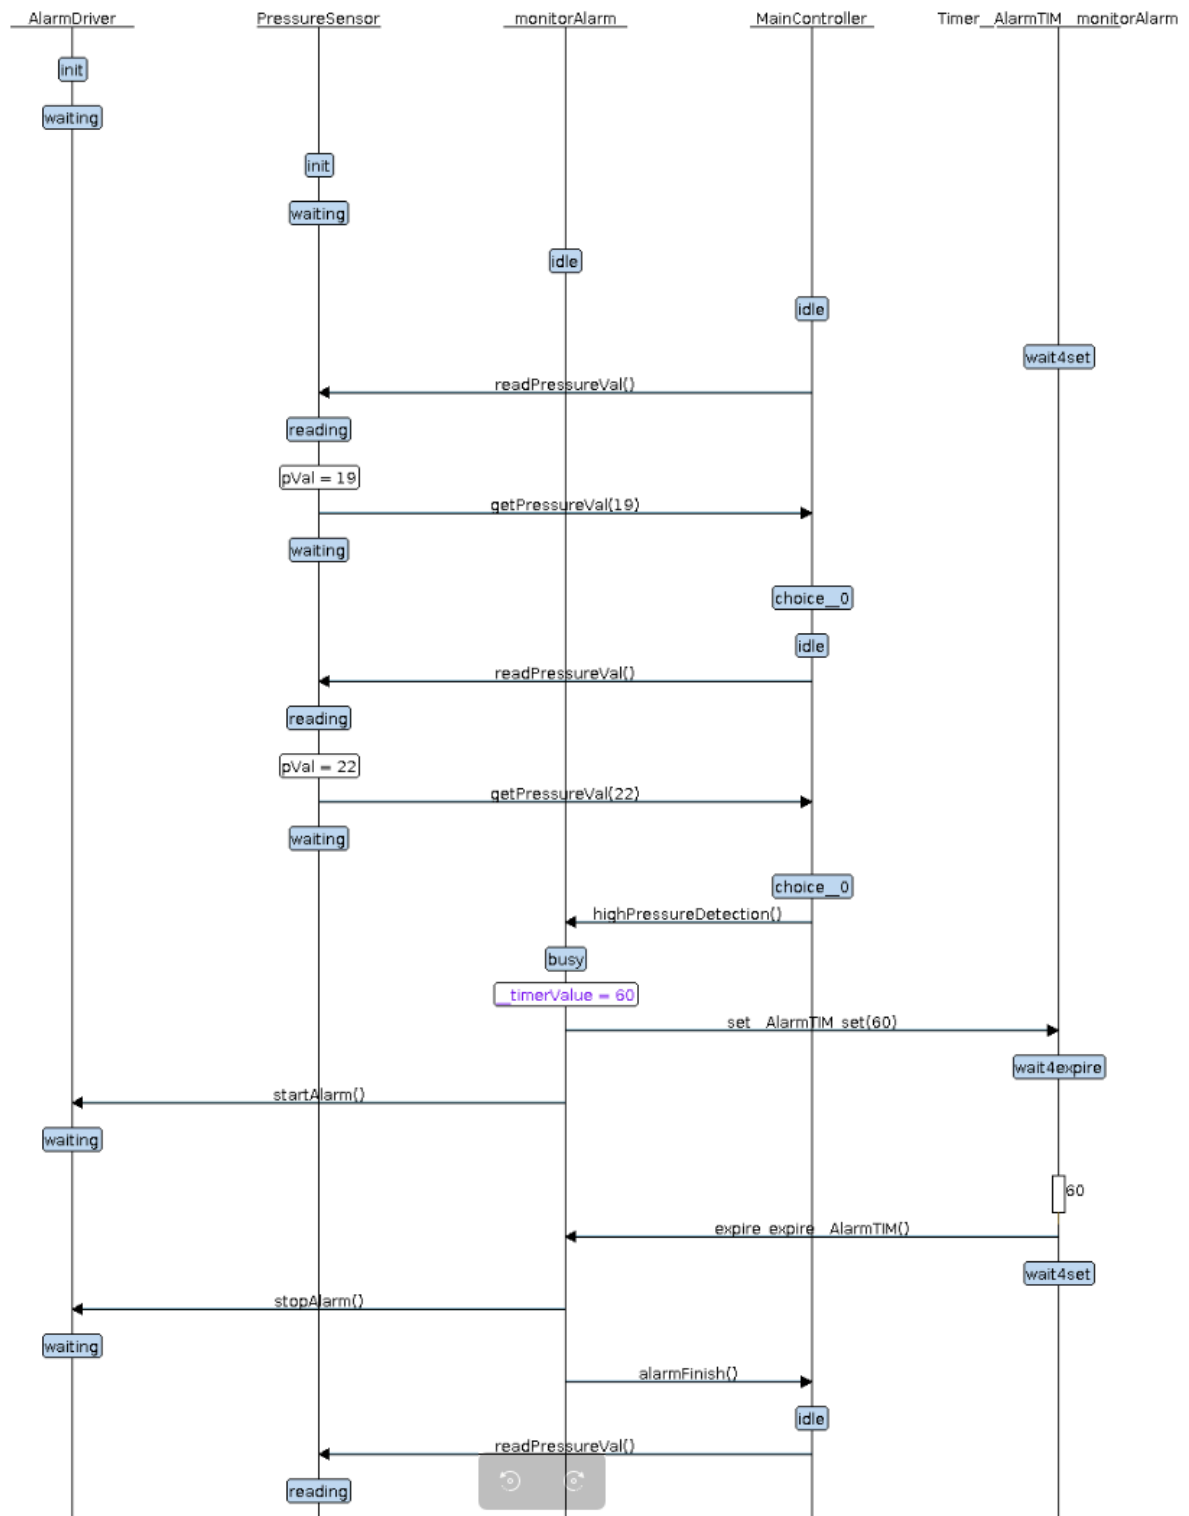 AlarmDriver PressureSensor monitorAlarm MainController Timer__AlarmTIM__monitorAlarm
init
waiting
init
waiting
idle
idle
wait4set
readPressureVal()
reading
pVal = 19
getPressureVal(19)
waiting
choice__0
idle
readPressureVal()
reading
pVal = 22
getPressureVal(22)
waiting
choice__0
highPressureDetection()
busy
__timerValue = 60
set__AlarmTIM_set(60)
wait4expire
startAlarm()
waiting
60
expire_expire__AlarmTIM()
wait4set
stopAlarm()
waiting
alarmFinish()
idle
readPressureVal()
reading